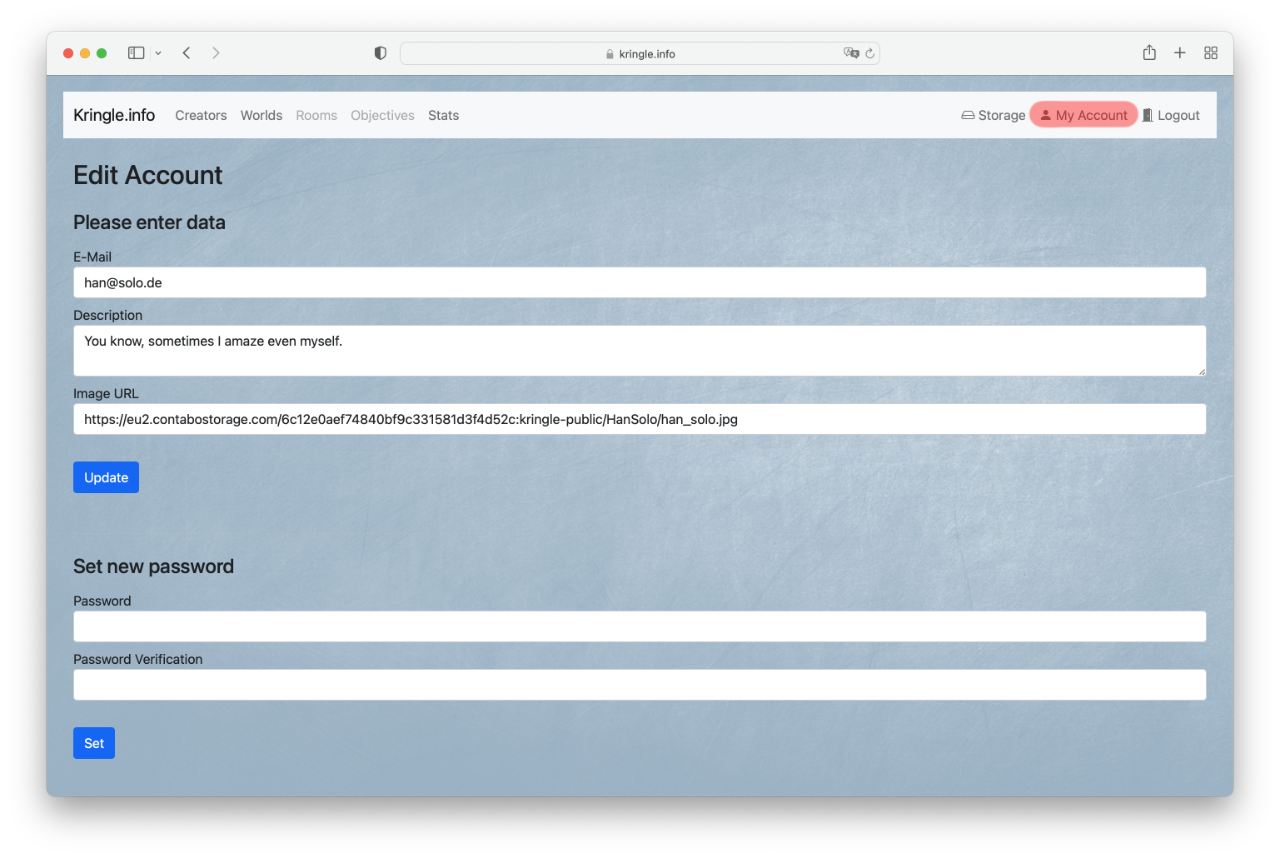 kringle.info
Kringle.info Creators Worlds Rooms Objectives Stats Storage My Account Logout
Edit Account
Please enter data
E-Mail
han@solo.de
Description
You know, sometimes I amaze even myself.
Image URL
https://eu2.contabostorage.com/6c12e0aef74840bf9c331581d3f4d52c:kringle-public/HanSolo/han_solo.jpg
Update
Set new password
Password
Password Verification
Set